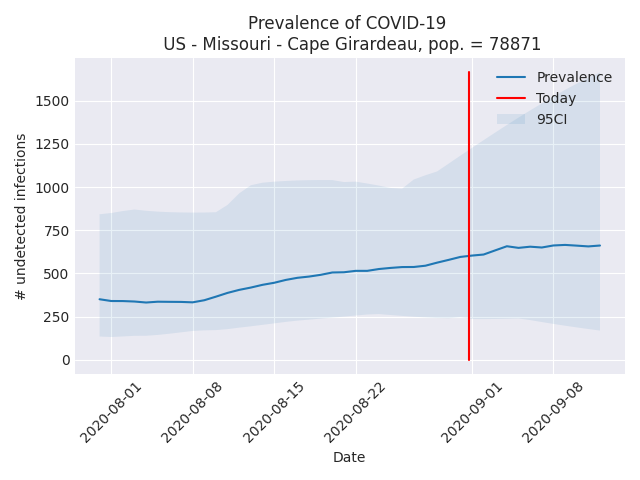 Prevalence of COVID-19
US - Missouri - Cape Girardeau, pop. = 78871
Prevalence
Today
95CI
1500
1250
1000
750
500
250
0
# undetected infections
2020-08-01
2020-08-08
2020-08-15
2020-08-22
2020-09-01
2020-09-08
Date